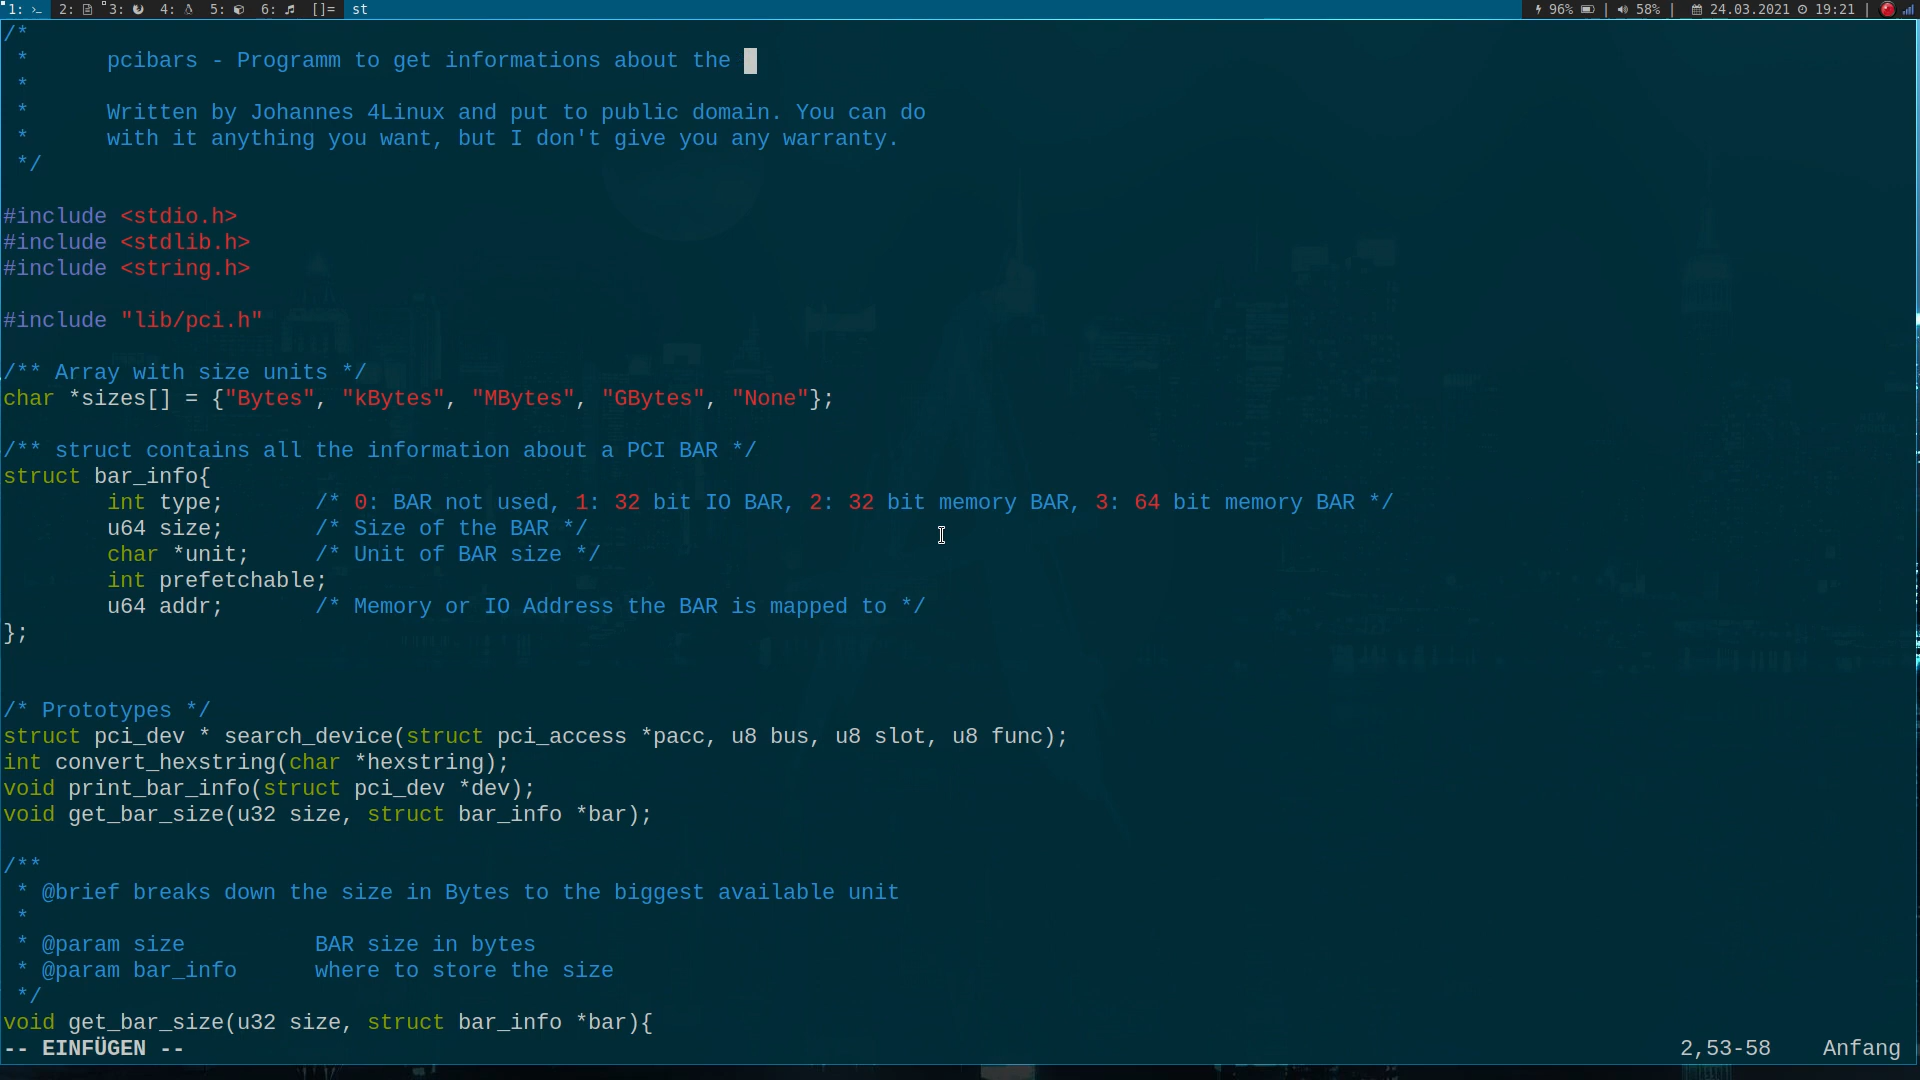 1: 2: 3: 4: 5: 6: []= st 96% | 58% | 24.03.2021 19:21 |
/*
 *      pcibars - Programm to get informations about the
 *
 *      Written by Johannes 4Linux and put to public domain. You can do
 *      with it anything you want, but I don't give you any warranty.
 */
#include <stdio.h>
#include <stdlib.h>
#include <string.h>
#include "lib/pci.h"
/** Array with size units */
char *sizes[] = {"Bytes", "kBytes", "MBytes", "GBytes", "None"};
/** struct contains all the information about a PCI BAR */
struct bar_info{
        int type;       /* 0: BAR not used, 1: 32 bit IO BAR, 2: 32 bit memory BAR, 3: 64 bit memory BAR */
        u64 size;       /* Size of the BAR */
        char *unit;     /* Unit of BAR size */
        int prefetchable;
        u64 addr;       /* Memory or IO Address the BAR is mapped to */
};
/* Prototypes */
struct pci_dev * search_device(struct pci_access *pacc, u8 bus, u8 slot, u8 func);
int convert_hexstring(char *hexstring);
void print_bar_info(struct pci_dev *dev);
void get_bar_size(u32 size, struct bar_info *bar);
/**
 * @brief breaks down the size in Bytes to the biggest available unit
 *
 * @param size          BAR size in bytes
 * @param bar_info      where to store the size
 */
void get_bar_size(u32 size, struct bar_info *bar){
-- EINFÜGEN -- 2,53-58 Anfang